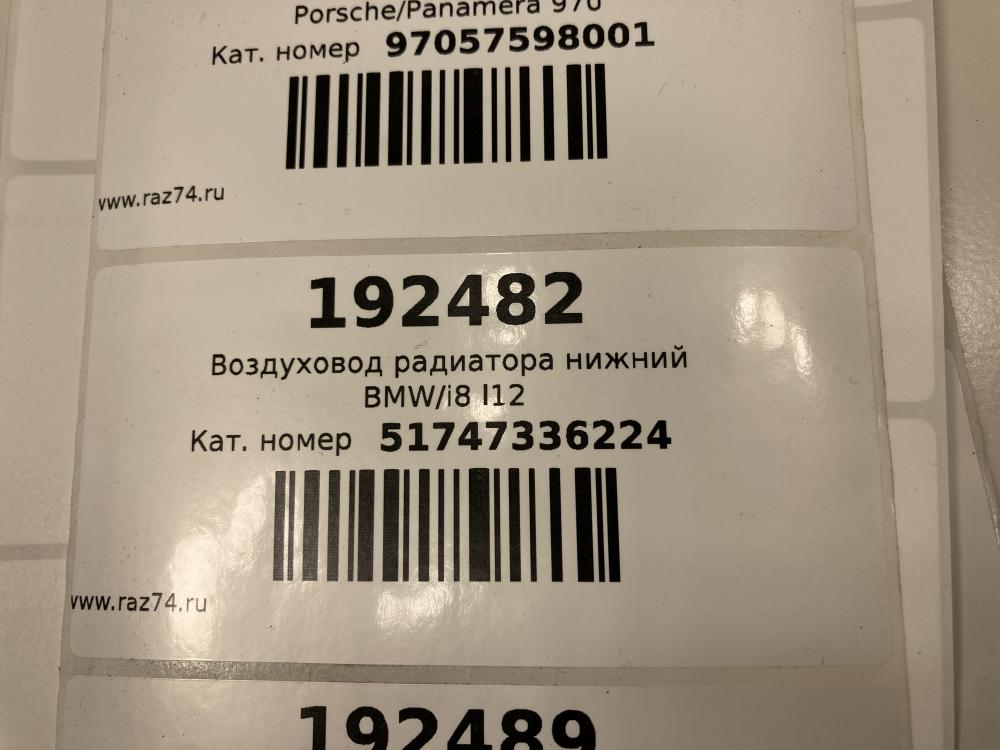 Porsche/Panamera 970
Кат. номер 97057598001
www.raz74.ru
192482
Воздуховод радиатора нижний
BMW/i8 I12
Кат. номер 51747336224
www.raz74.ru
192489